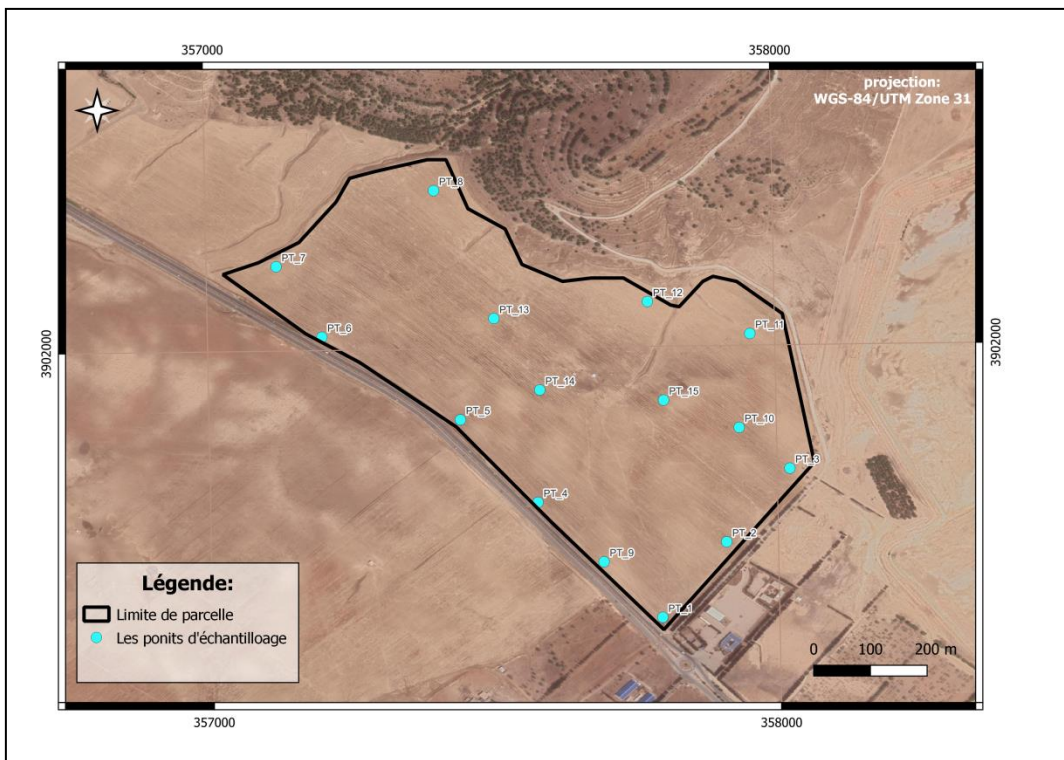 357000
358000
projection:
WGS-84/UTM Zone 31
PT_8
PT_7
PT_12
PT_13
PT_11
PT_6
3902000
3902000
PT_14
PT_15
PT_5
PT_10
PT_3
PT_4
PT_2
PT_9
PT_1
Légende:
Limite de parcelle
Les ponits d'échantilloage
0 100 200 m
357000
358000